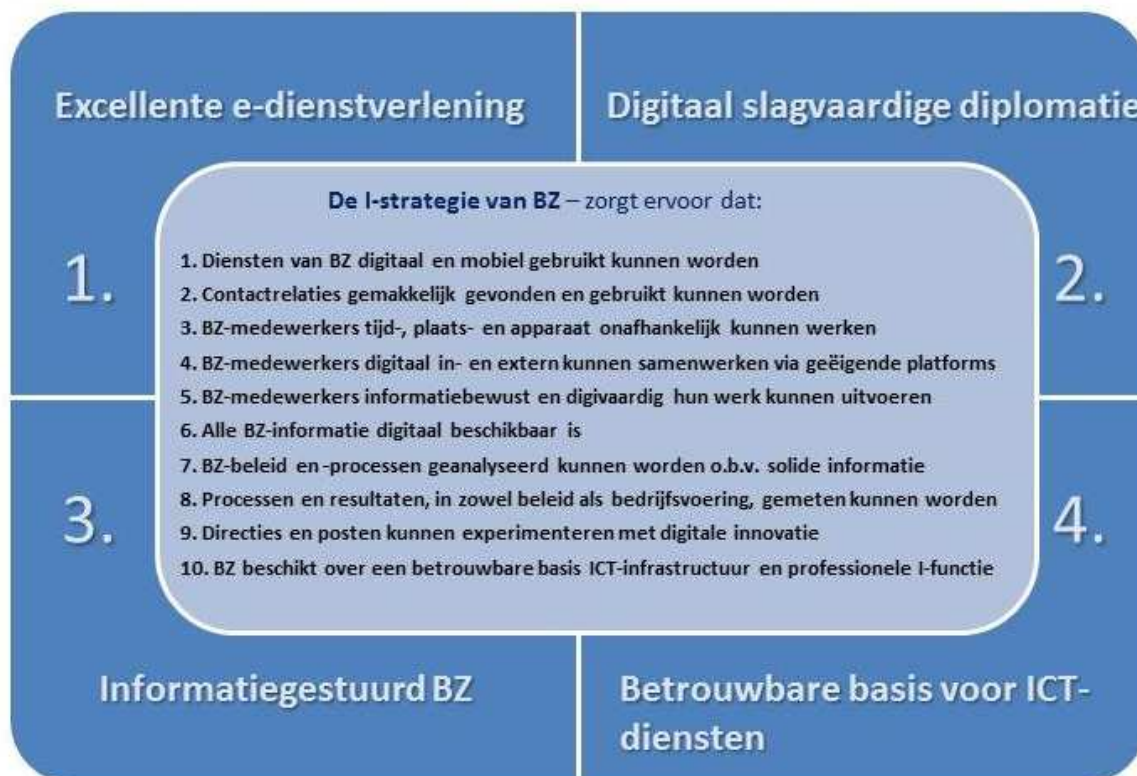 Excellente e-dienstverlening
Digitaal slagvaardige diplomatie
1.
2.
De I-strategie van BZ – zorgt ervoor dat:
1. Diensten van BZ digitaal en mobiel gebruikt kunnen worden
2. Contactrelaties gemakkelijk gevonden en gebruikt kunnen worden
3. BZ-medewerkers tijd-, plaats- en apparaat onafhankelijk kunnen werken
4. BZ-medewerkers digitaal in- en extern kunnen samenwerken via geëigende platforms
5. BZ-medewerkers informatiebewust en digivaardig hun werk kunnen uitvoeren
6. Alle BZ-informatie digitaal beschikbaar is
7. BZ-beleid en -processen geanalyseerd kunnen worden o.b.v. solide informatie
8. Processen en resultaten, in zowel beleid als bedrijfsvoering, gemeten kunnen worden
9. Directies en posten kunnen experimenteren met digitale innovatie
10. BZ beschikt over een betrouwbare basis ICT-infrastructuur en professionele I-functie
3.
4.
Informatiegestuurd BZ
Betrouwbare basis voor ICT-
diensten